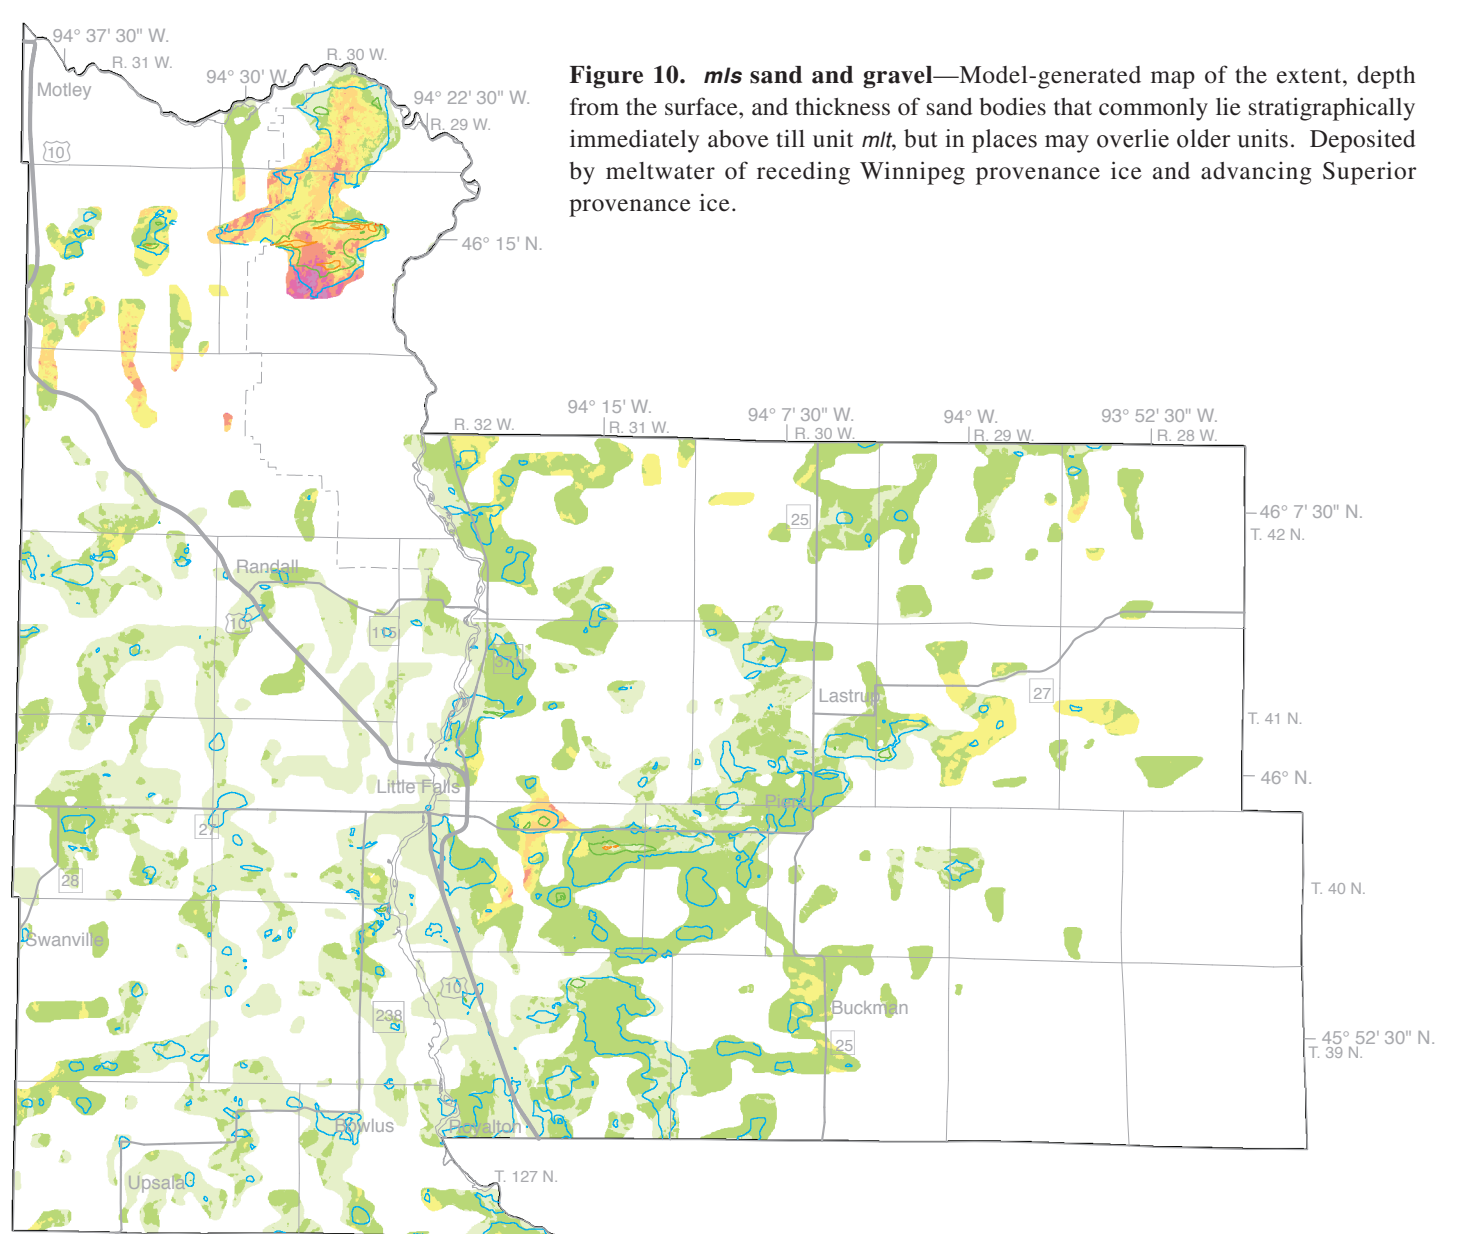 94° 37' 30" W.
R. 31 W.
94° 30' W.
R. 30 W.
94° 22' 30" W.
R. 29 W.
Motley
10
46° 15' N.
Figure 10. mls sand and gravel—Model-generated map of the extent, depth
from the surface, and thickness of sand bodies that commonly lie stratigraphically
immediately above till unit mlt, but in places may overlie older units. Deposited
by meltwater of receding Winnipeg provenance ice and advancing Superior
provenance ice.
R. 32 W.
94° 15' W.
R. 31 W.
94° 7' 30" W.
R. 30 W.
94° W.
R. 29 W.
93° 52' 30" W.
R. 28 W.
25
46° 7' 30" N.
T. 42 N.
Randall
10
115
37
Lastrup
27
T. 41 N.
46° N.
Little Falls
Pierz
27
28
T. 40 N.
Swanville
10
238
Buckman
25
45° 52' 30" N.
T. 39 N.
Bowlus
Royalton
Upsala
T. 127 N.